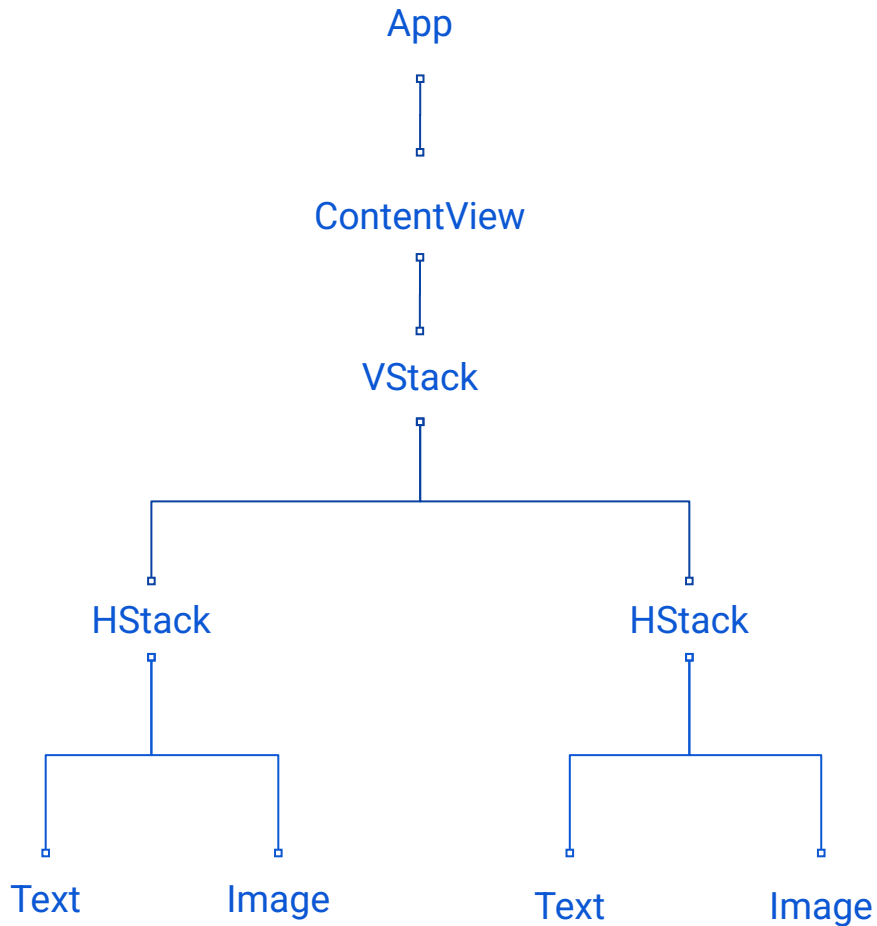 App
ContentView
VStack
HStack HStack
Text Image Text Image